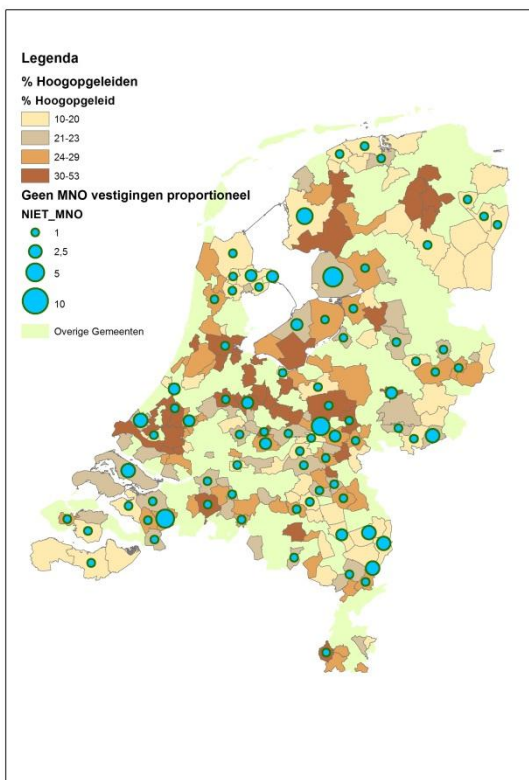 Legenda
% Hoogopgeleiden
% Hoogopgeleid
10-20
21-23
24-29
30-53
Geen MNO vestigingen proportioneel
NIET_MNO
1
2,5
5
10
Overige Gemeenten